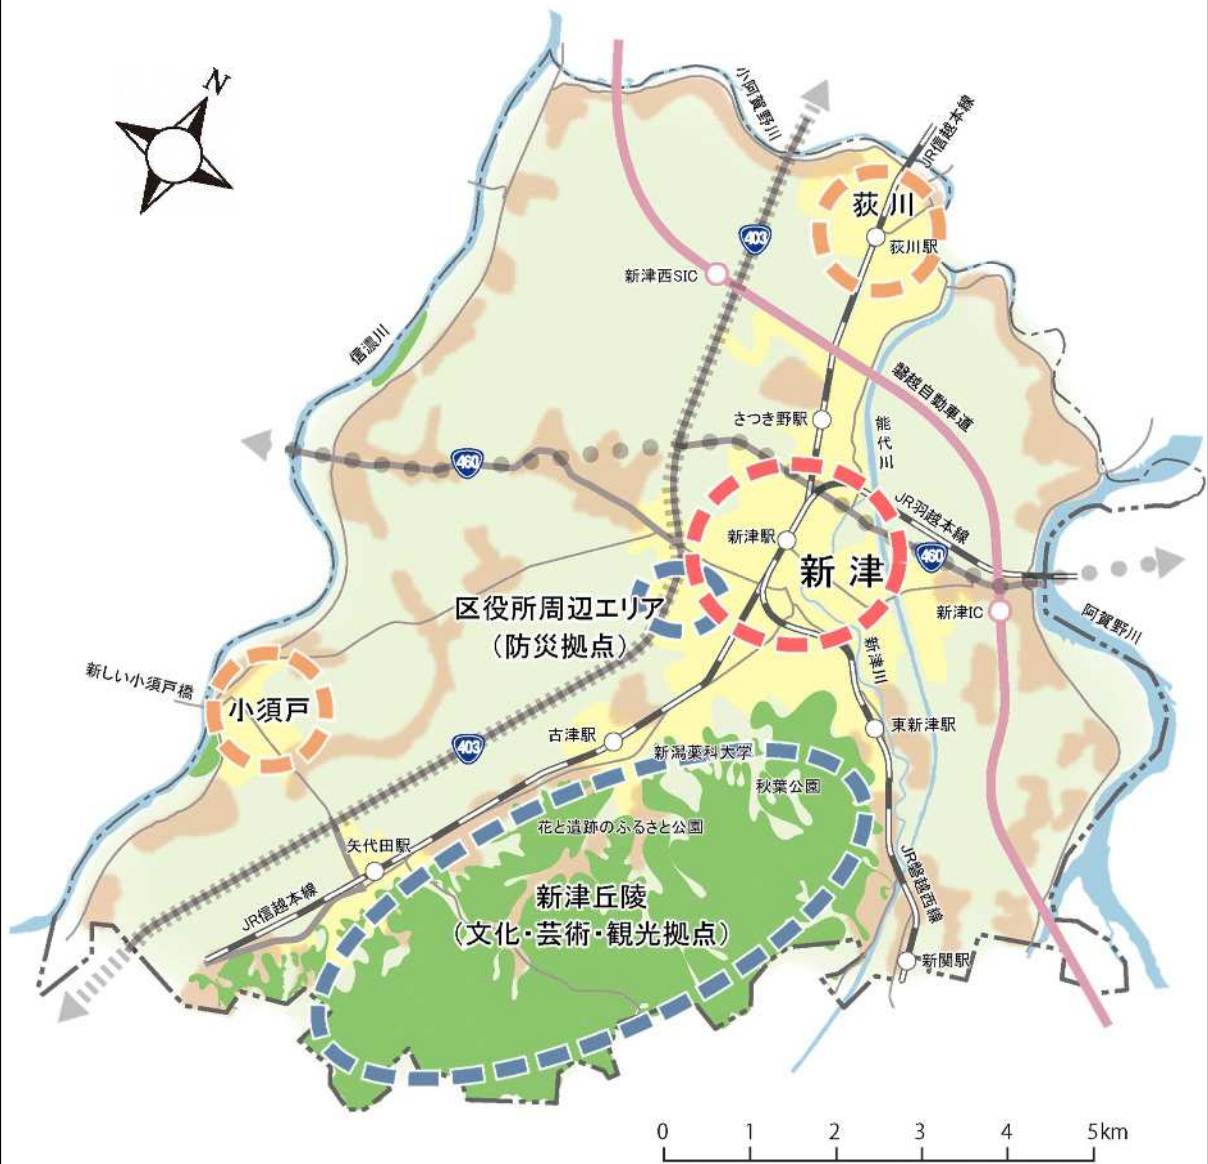 N
小阿賀野川
JR信越本線
荻川
荻川駅
403
新津西SIC
信濃川
磐越自動車道
さつき野駅
能代川
460
JR羽越本線
新津駅
新津
460
区役所周辺エリア
(防災拠点)
新津IC
阿賀野川
新津川
新しい小須戸橋
小須戸
403
古津駅
東新津駅
新潟薬科大学
秋葉公園
花と遺跡のふるさと公園
矢代田駅
JR信越本線
JR磐越西線
新津丘陵
(文化・芸術・観光拠点)
新関駅
0 1 2 3 4 5km